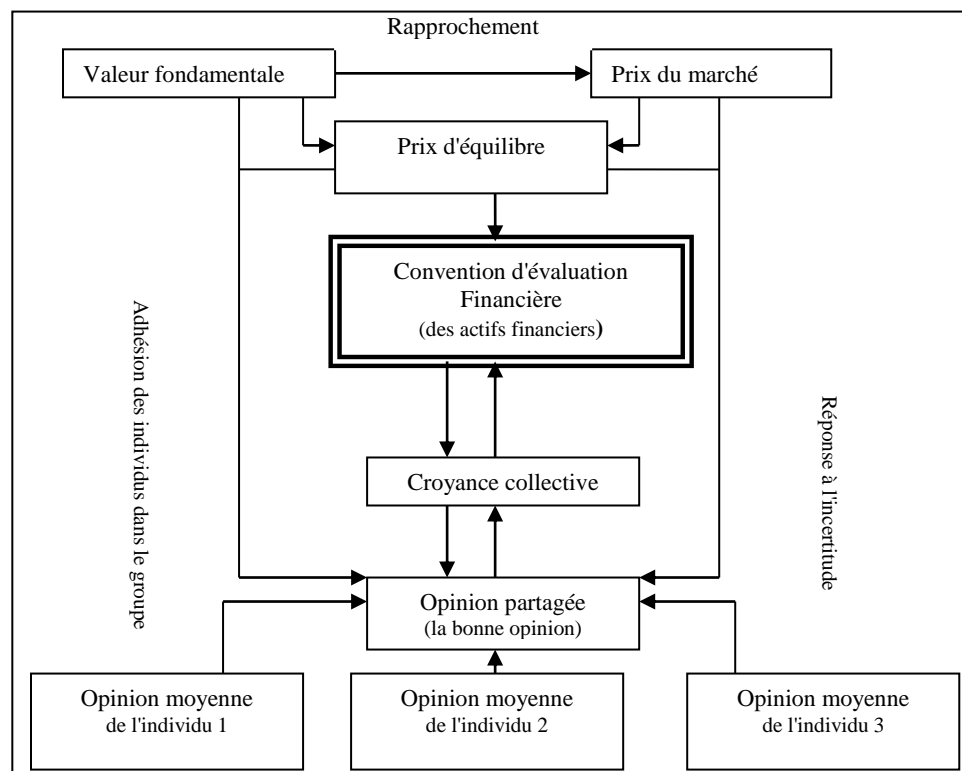 Rapprochement
Valeur fondamentale
Prix du marché
Prix d'équilibre
Convention d'évaluation
Financière
(des actifs financiers)
Adhésion des individus dans le groupe
Réponse à l'incertitude
Croyance collective
Opinion partagée
(la bonne opinion)
Opinion moyenne
de l'individu 1
Opinion moyenne
de l'individu 2
Opinion moyenne
de l'individu 3